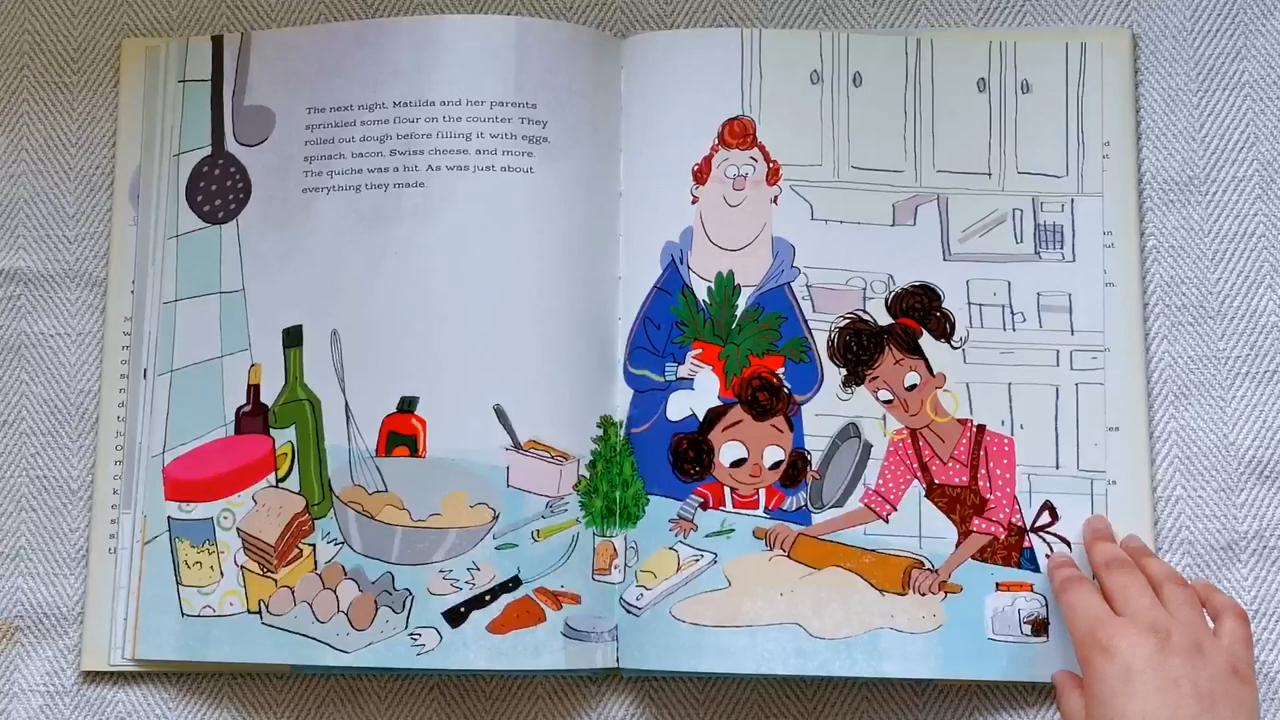 The next night, Matilda and her parents
sprinkled some flour on the counter. They
rolled out dough before filling it with eggs,
spinach, bacon, Swiss cheese, and more.
The quiche was a hit. As was just about
everything they made.